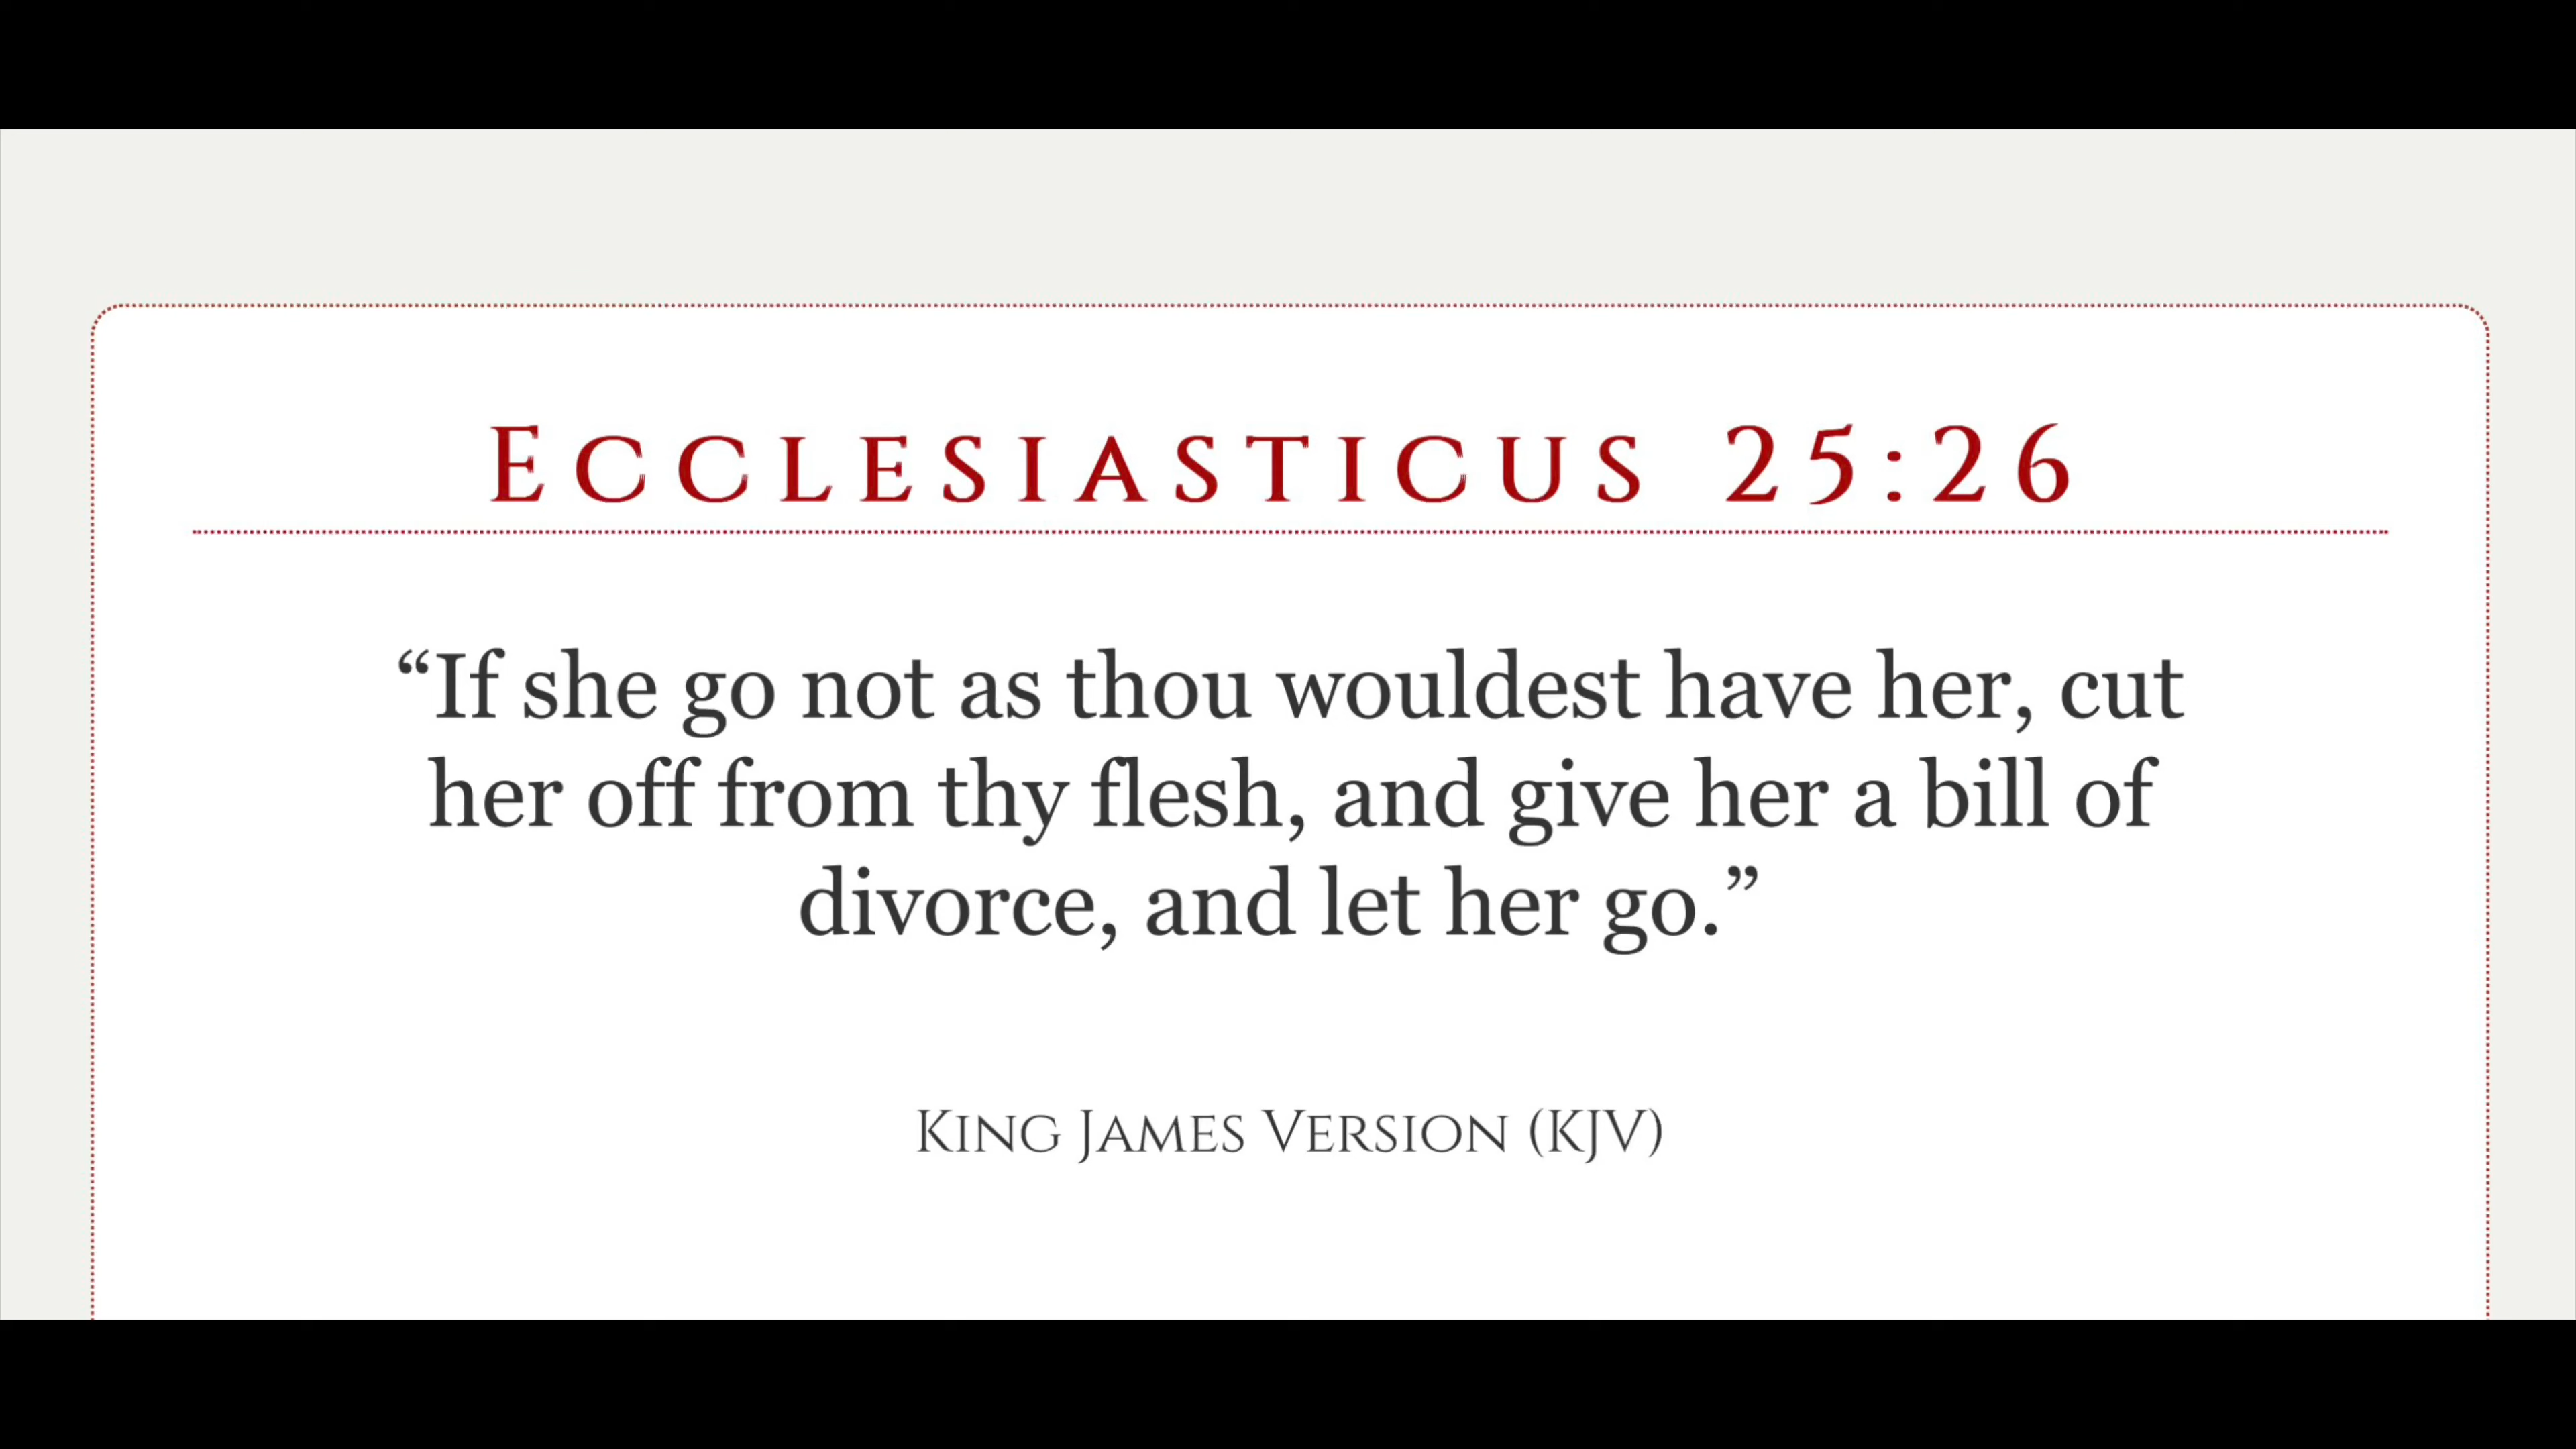 Ecclesiasticus 25:26
“If she go not as thou wouldest have her, cut
her off from thy flesh, and give her a bill of
divorce, and let her go.”
King James Version (KJV)